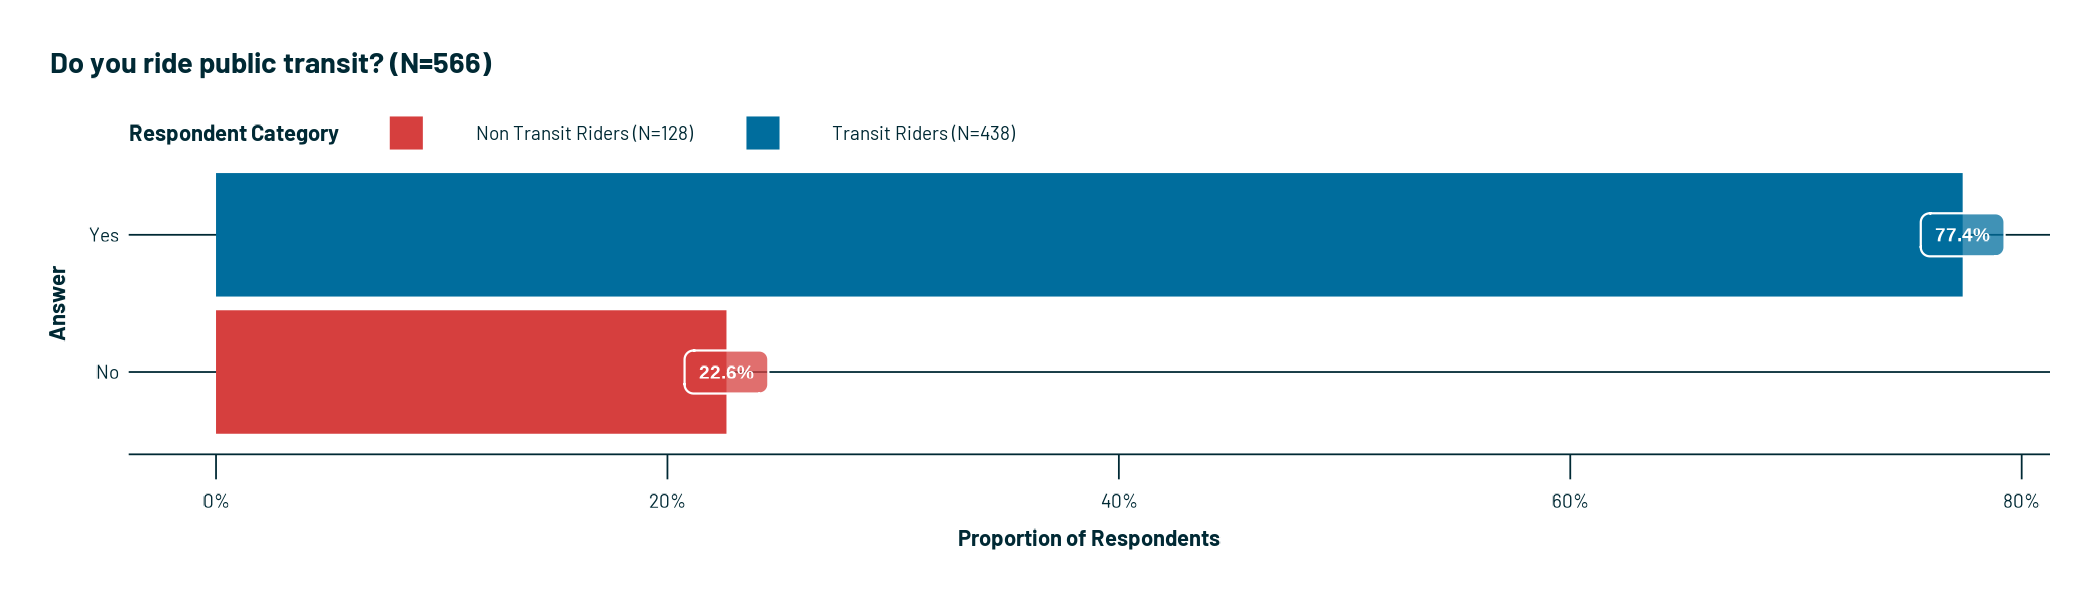 Do you ride public transit? (N=566)
Respondent Category Non Transit Riders (N=128) Transit Riders (N=438)
Yes 77.4%
Answer
No 22.6%
0% 20% 40% 60% 80%
Proportion of Respondents